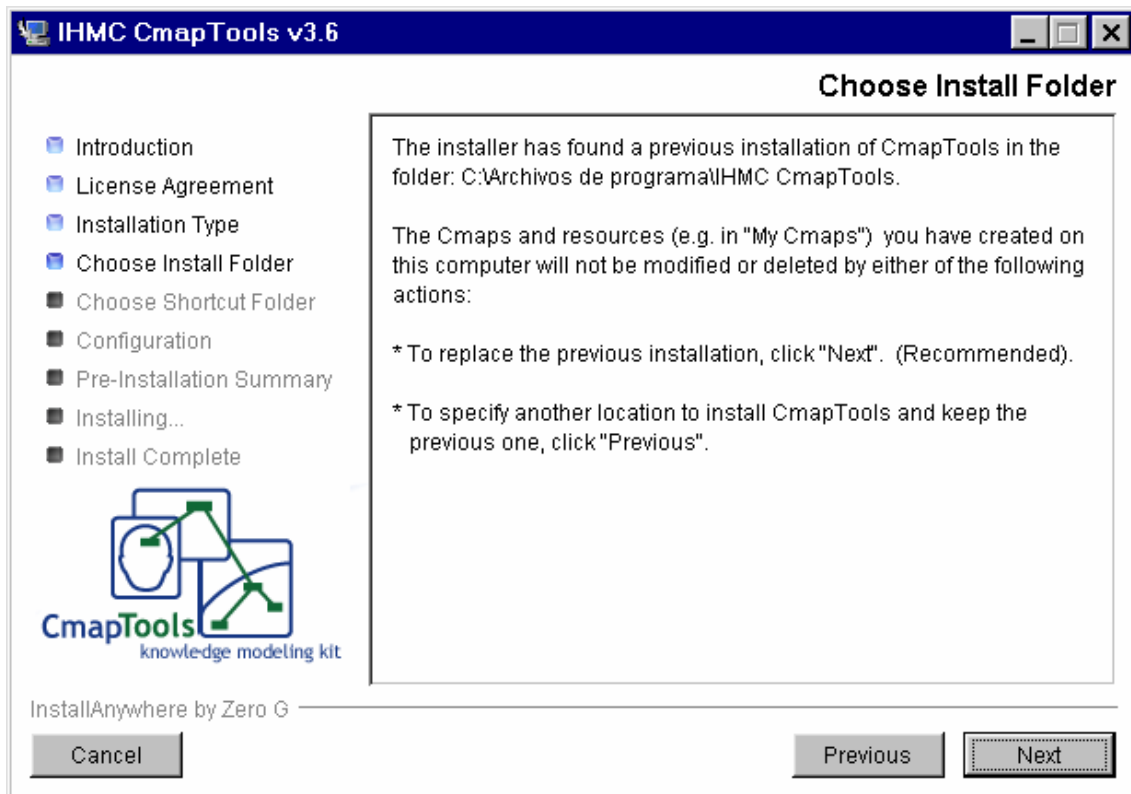 IHMC CmapTools v3.6
Choose Install Folder
Introduction
License Agreement
Installation Type
Choose Install Folder
Choose Shortcut Folder
Configuration
Pre-Installation Summary
Installing...
Install Complete
CmapTools
knowledge modeling kit
The installer has found a previous installation of CmapTools in the
folder: C:\Archivos de programa\IHMC CmapTools.
The Cmaps and resources (e.g. in "My Cmaps")  you have created on
this computer will not be modified or deleted by either of the following
actions:
* To replace the previous installation, click "Next".  (Recommended).
* To specify another location to install CmapTools and keep the
previous one, click "Previous".
InstallAnywhere by Zero G
Cancel
Previous
Next